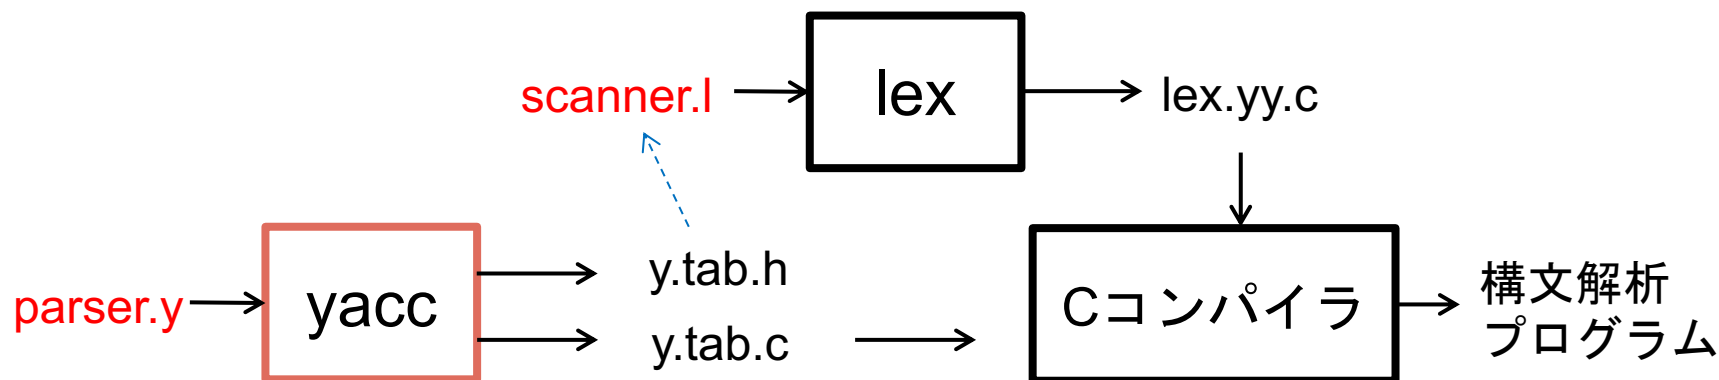 scanner.l
lex
lex.yy.c
parser.y
yacc
y.tab.h
y.tab.c
Cコンパイラ
構文解析
プログラム